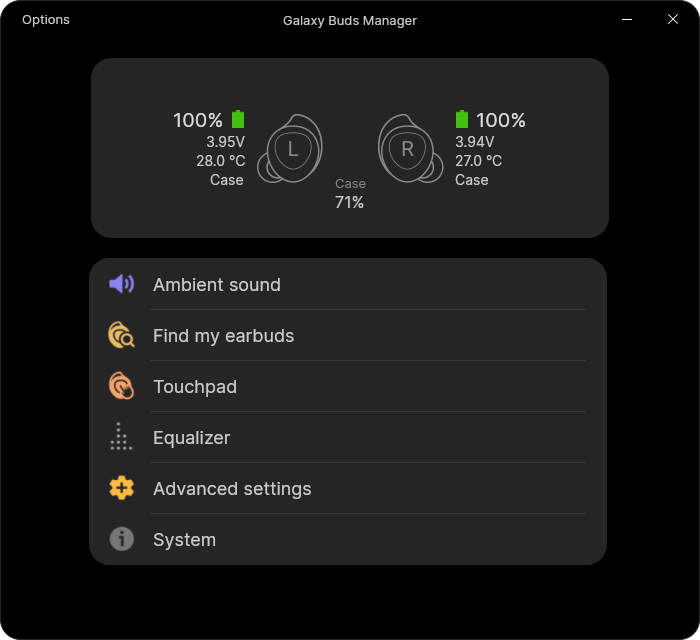 Options
Galaxy Buds Manager
100%
3.95V
28.0 °C
Case
L
R
100%
3.94V
27.0 °C
Case
Case
71%
Ambient sound
Find my earbuds
Touchpad
Equalizer
Advanced settings
System